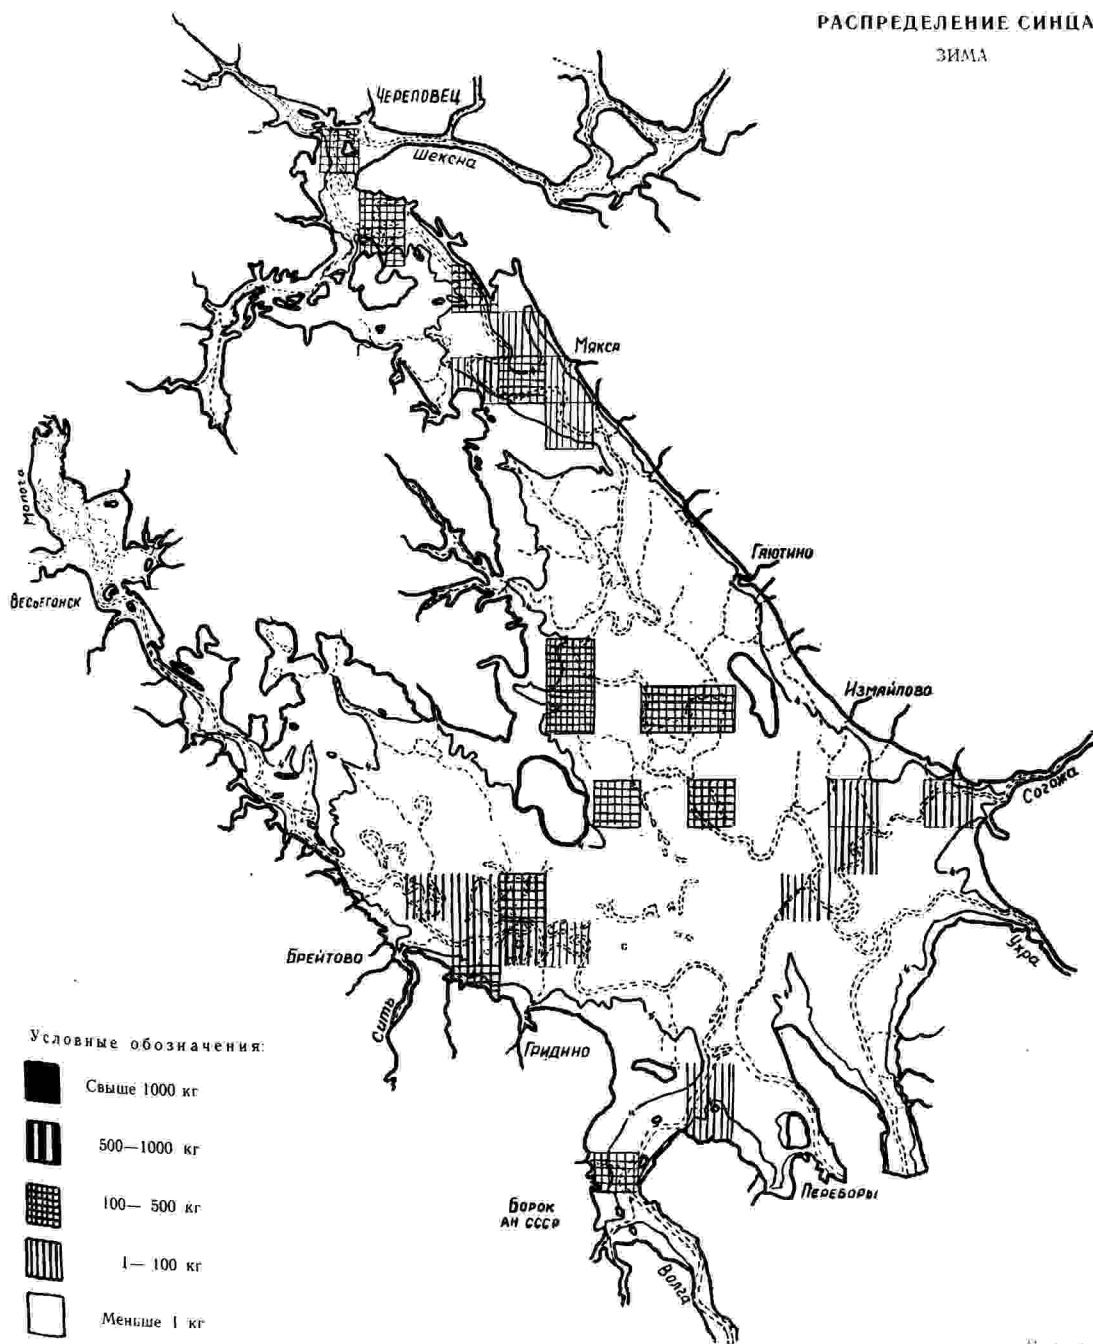 РАСПРЕДЕЛЕНИЕ СИНЦА
ЗИМА
ЧЕРЕПОВЕЦ
Шексна
Мякса
Молога
Весьегонск
Гаютино
Измайлово
Согожа
Ухра
Брейтово
Сить
Гридино
Переборы
Борок
АН СССР
Волга
Условные обозначения:
Свыше 1000 кг
500—1000 кг
100— 500 кг
1— 100 кг
Меньше 1 кг